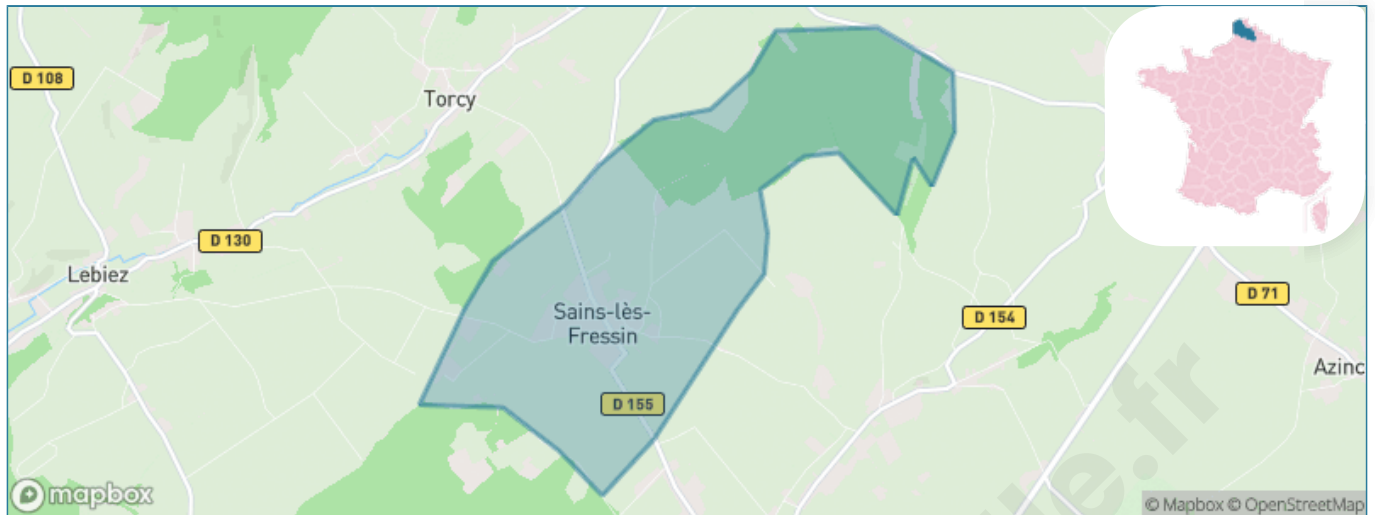 D 108
Torcy
D 130
Lebiez
Sains-lès-
Fressin
D 155
D 154
D 71
Azinc
mapbox
© Mapbox © OpenStreetMap